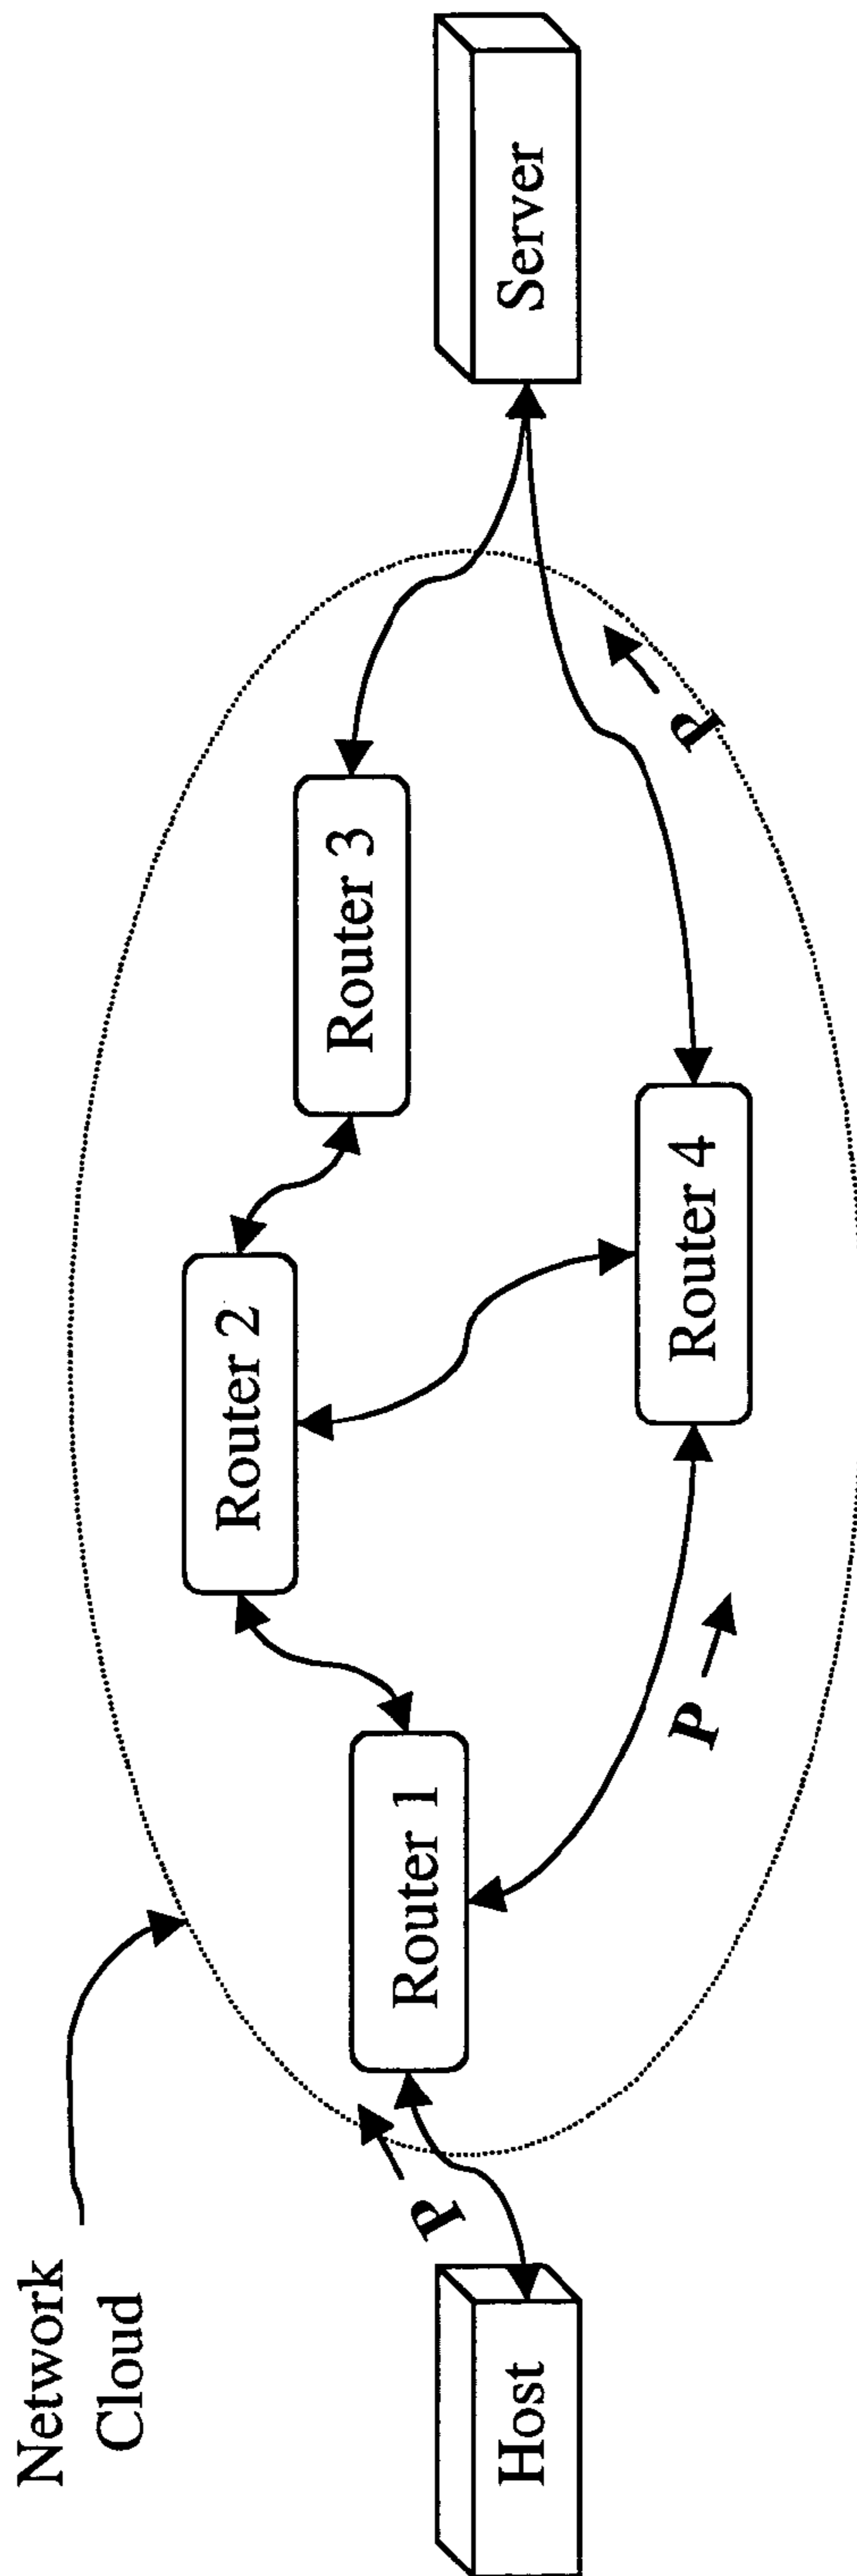 Network
Cloud
Host
P
Router 1
P
Router 2
Router 4
Router 3
P
Server